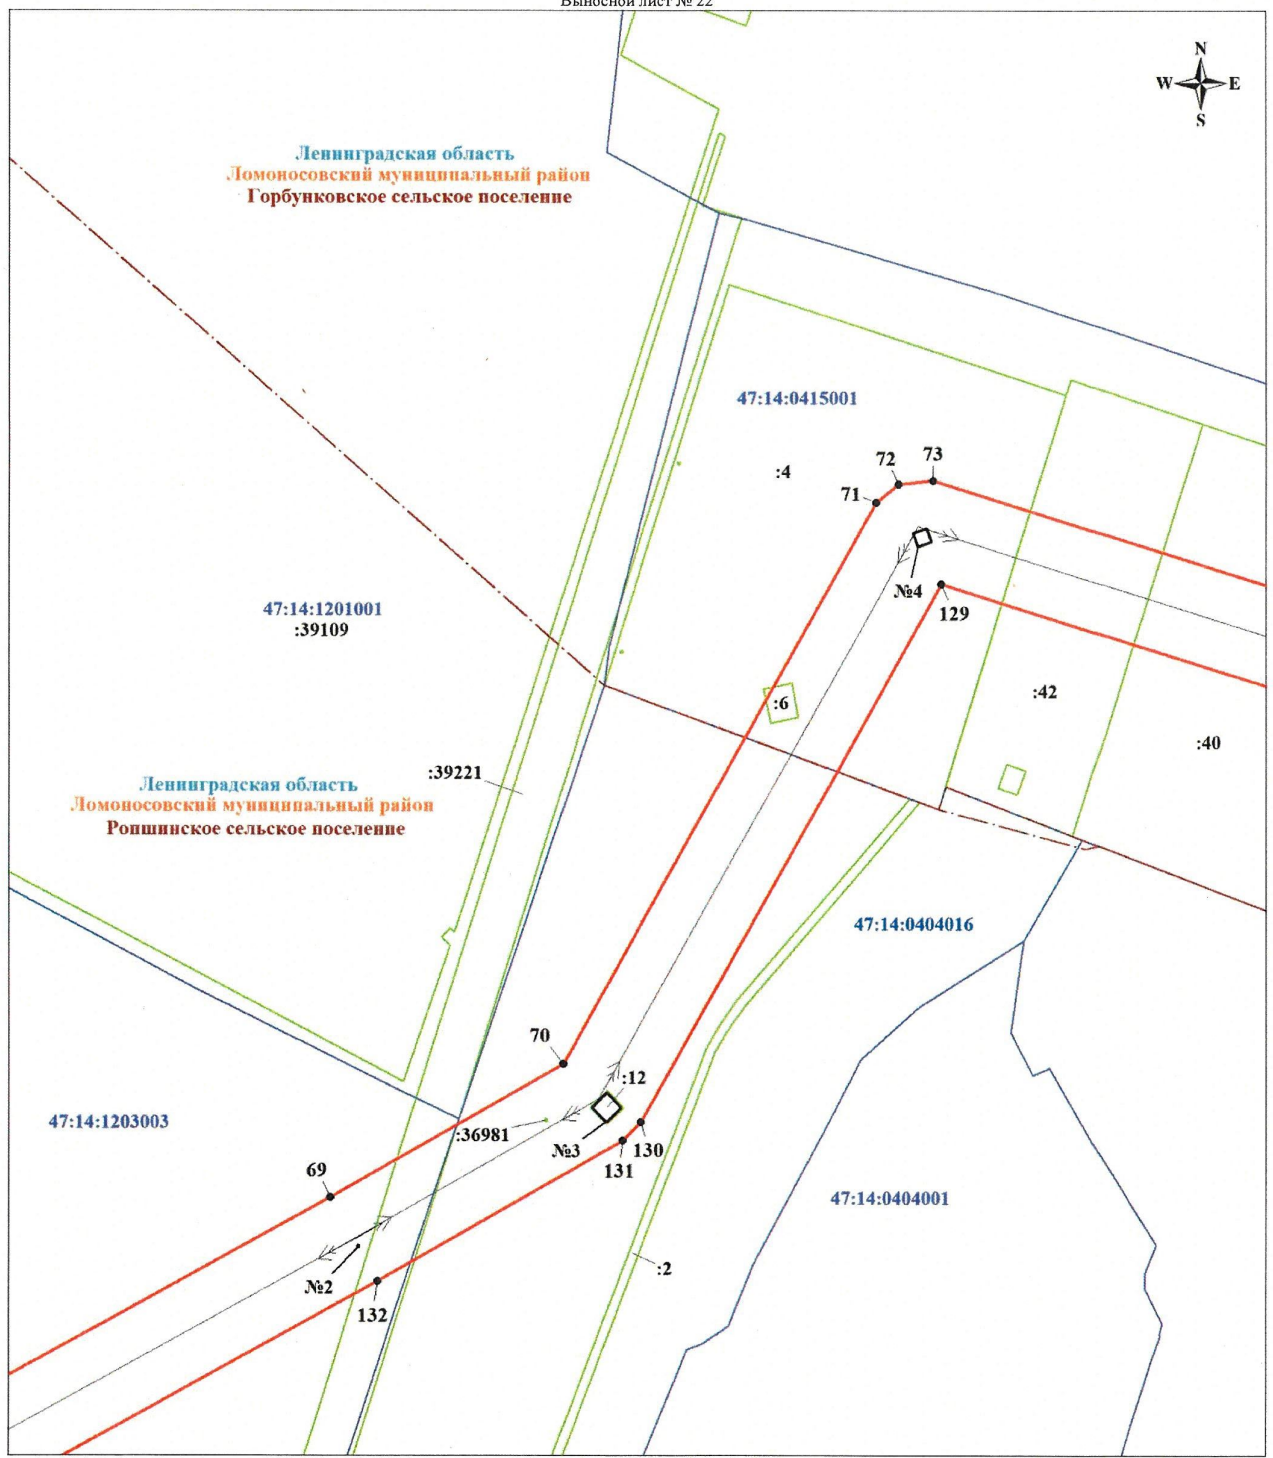 Выносной лист № 22
N
W E
S
Ленинградская область
Ломоносовский муниципальный район
Горбунковское сельское поселение
47:14:0415001
:4
72
73
71
№4
129
47:14:1201001
:39109
:42
:6
:40
:39221
Ленинградская область
Ломоносовский муниципальный район
Ропшинское сельское поселение
47:14:0404016
70
:12
47:14:1203003
:36981
№3
130
131
69
47:14:0404001
:2
№2
132